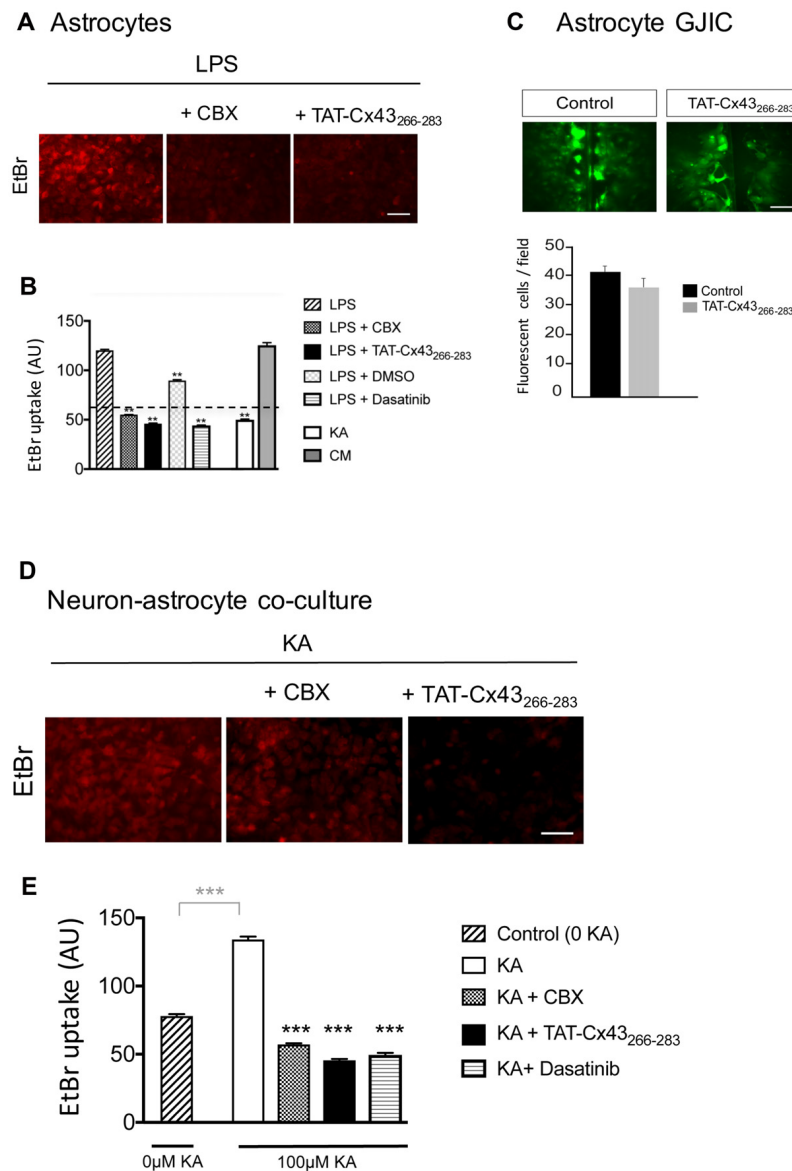 A Astrocytes
LPS
+ CBX + TAT-Cx43266-283
EtBr
B
EtBr uptake (AU)
150
100
50
0
** ** ** ** **
LPS
LPS + CBX
LPS + TAT-Cx43266-283
LPS + DMSO
LPS + Dasatinib
KA
CM
C Astrocyte GJIC
Control TAT-Cx43266-283
Fluorescent cells / field
50
40
30
20
10
0
Control
TAT-Cx43266-283
D
Neuron-astrocyte co-culture
KA
+ CBX + TAT-Cx43266-283
EtBr
E
EtBr uptake (AU)
150
100
50
0
***
*** *** ***
0µM KA 100µM KA
Control (0 KA)
KA
KA + CBX
KA + TAT-Cx43266-283
KA+ Dasatinib